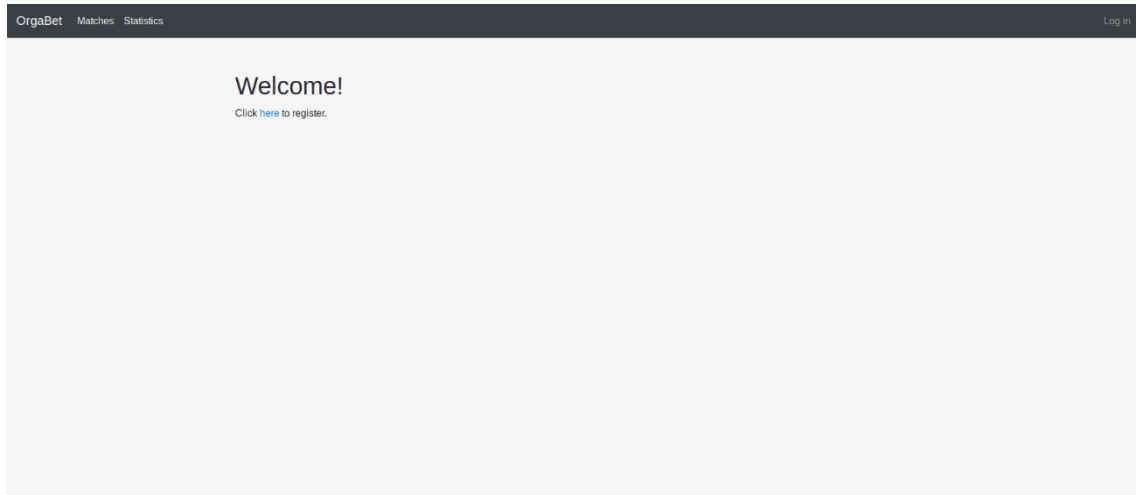 OrgaBet Matches Statistics Log in
Welcome!
Click here to register.